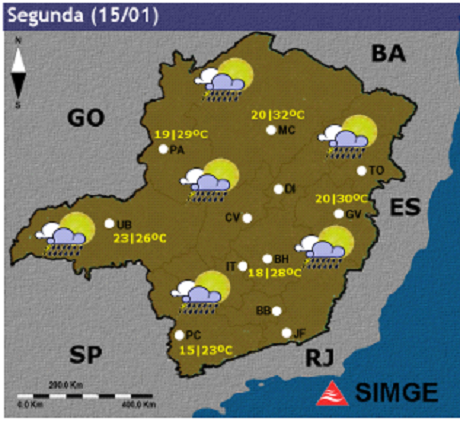 Segunda (15/01)
N
S
BA
GO
20|32ºC
MC
19|29ºC
PA
TO
DI
20|30ºC
ES
GV
CV
UB
23|26ºC
BH
IT
18|28ºC
BB
JF
PC
15|23ºC
SP
RJ
200.0 Km
0.0 Km
400.0 Km
SIMGE